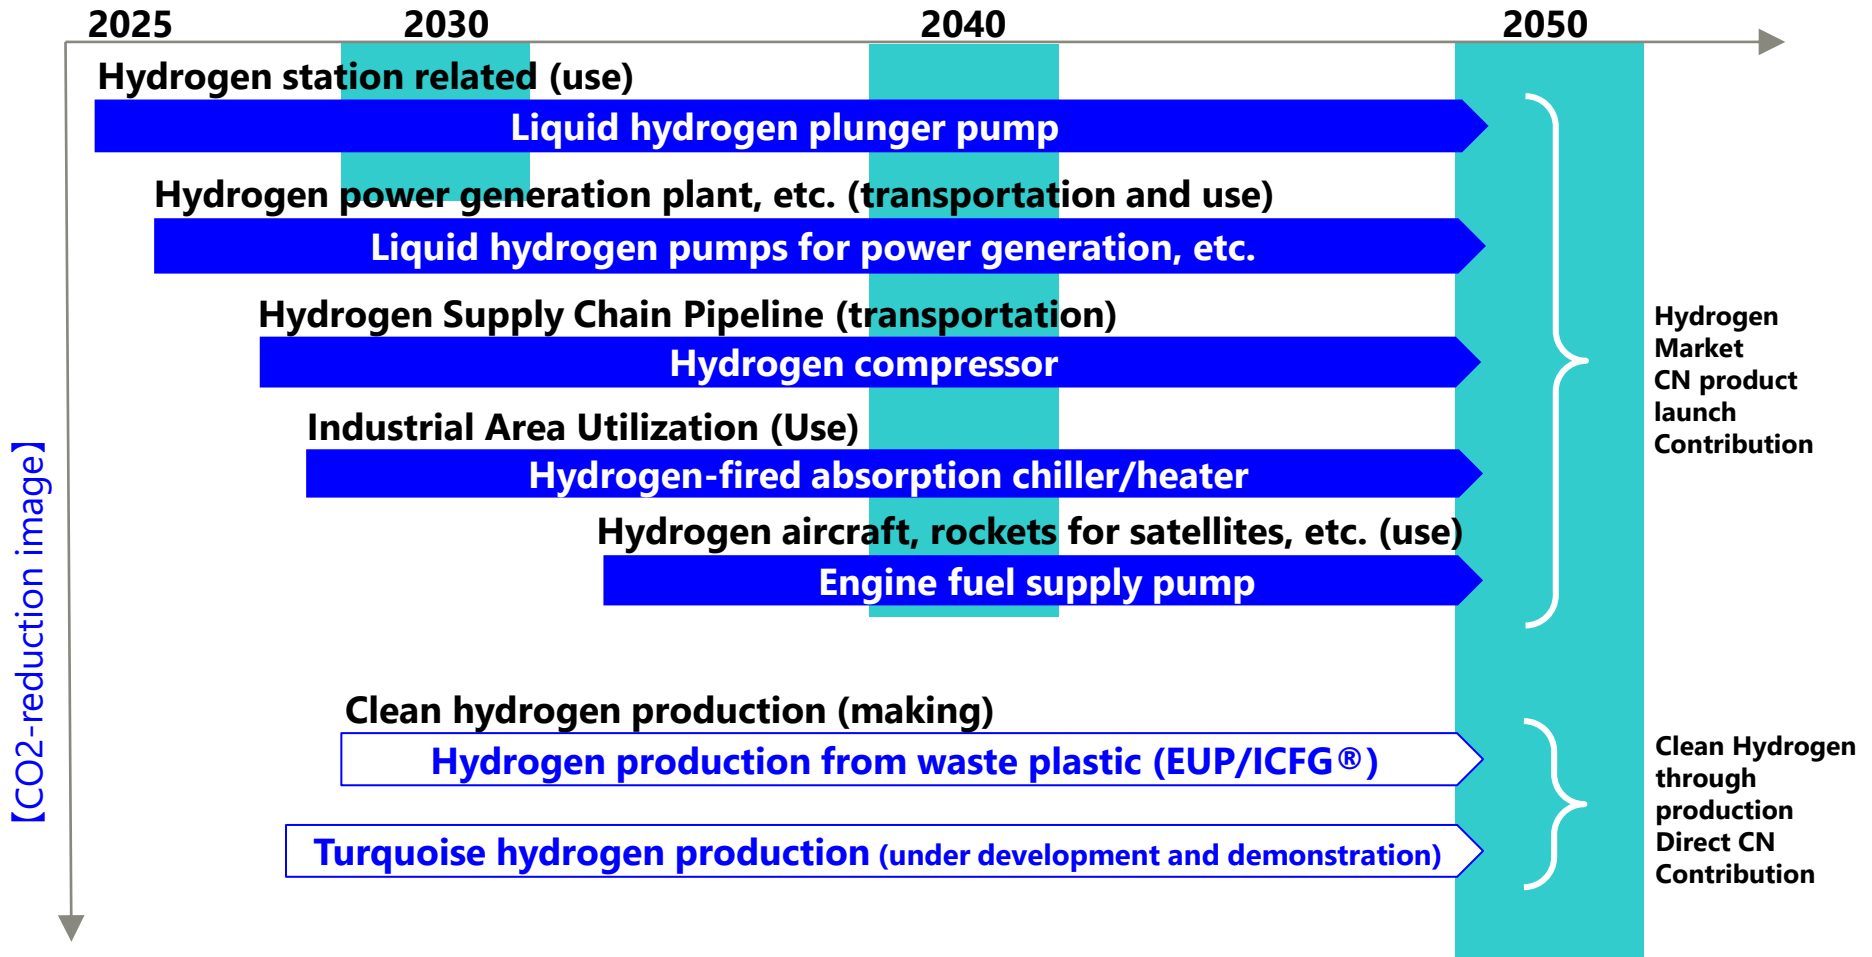 2025 2030 2040 2050
Hydrogen station related (use)
Liquid hydrogen plunger pump
Hydrogen power generation plant, etc. (transportation and use)
Liquid hydrogen pumps for power generation, etc.
Hydrogen Supply Chain Pipeline (transportation)
Hydrogen compressor
Industrial Area Utilization (Use)
Hydrogen-fired absorption chiller/heater
Hydrogen aircraft, rockets for satellites, etc. (use)
Engine fuel supply pump
Hydrogen
Market
CN product
launch
Contribution
Clean hydrogen production (making)
Hydrogen production from waste plastic (EUP/ICFG®)
Turquoise hydrogen production (under development and demonstration)
Clean Hydrogen
through
production
Direct CN
Contribution
【CO2-reduction image】